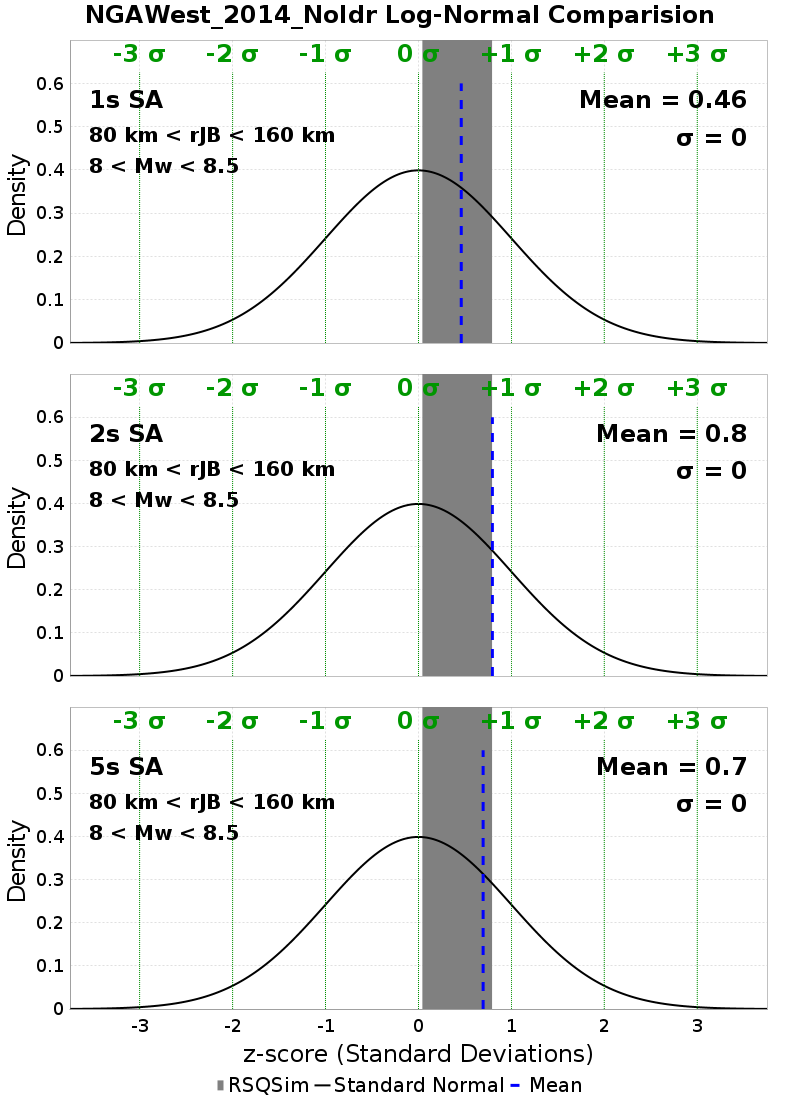 NGAWest_2014_NoIdr Log-Normal Comparision
-3 σ -2 σ -1 σ 0 σ +1 σ +2 σ +3 σ
1s SA
80 km < rJB < 160 km
8 < Mw < 8.5
Mean = 0.46
σ = 0
Density
0.6
0.5
0.4
0.3
0.2
0.1
0
-3 σ -2 σ -1 σ 0 σ +1 σ +2 σ +3 σ
2s SA
80 km < rJB < 160 km
8 < Mw < 8.5
Mean = 0.8
σ = 0
Density
0.6
0.5
0.4
0.3
0.2
0.1
0
-3 σ -2 σ -1 σ 0 σ +1 σ +2 σ +3 σ
5s SA
80 km < rJB < 160 km
8 < Mw < 8.5
Mean = 0.7
σ = 0
Density
0.6
0.5
0.4
0.3
0.2
0.1
0
-3 -2 -1 0 1 2 3
z-score (Standard Deviations)
RSQSim Standard Normal Mean